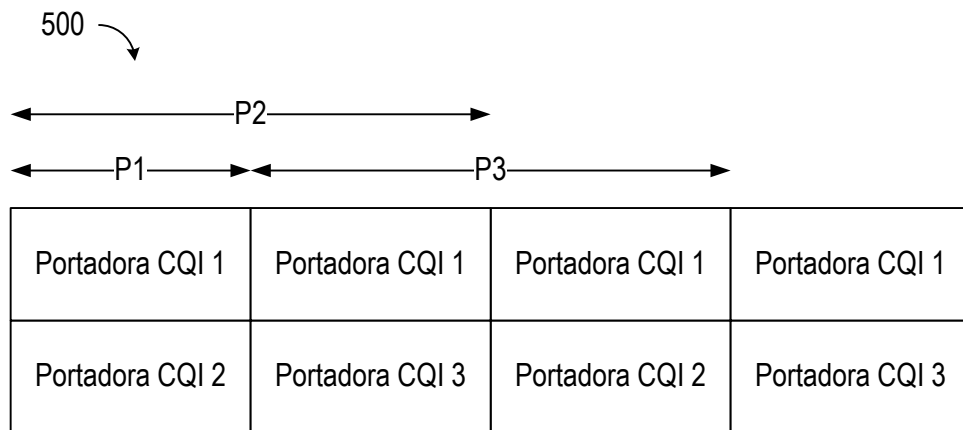 500
P2
P1 P3
Portadora CQI 1 Portadora CQI 1 Portadora CQI 1 Portadora CQI 1
Portadora CQI 2 Portadora CQI 3 Portadora CQI 2 Portadora CQI 3